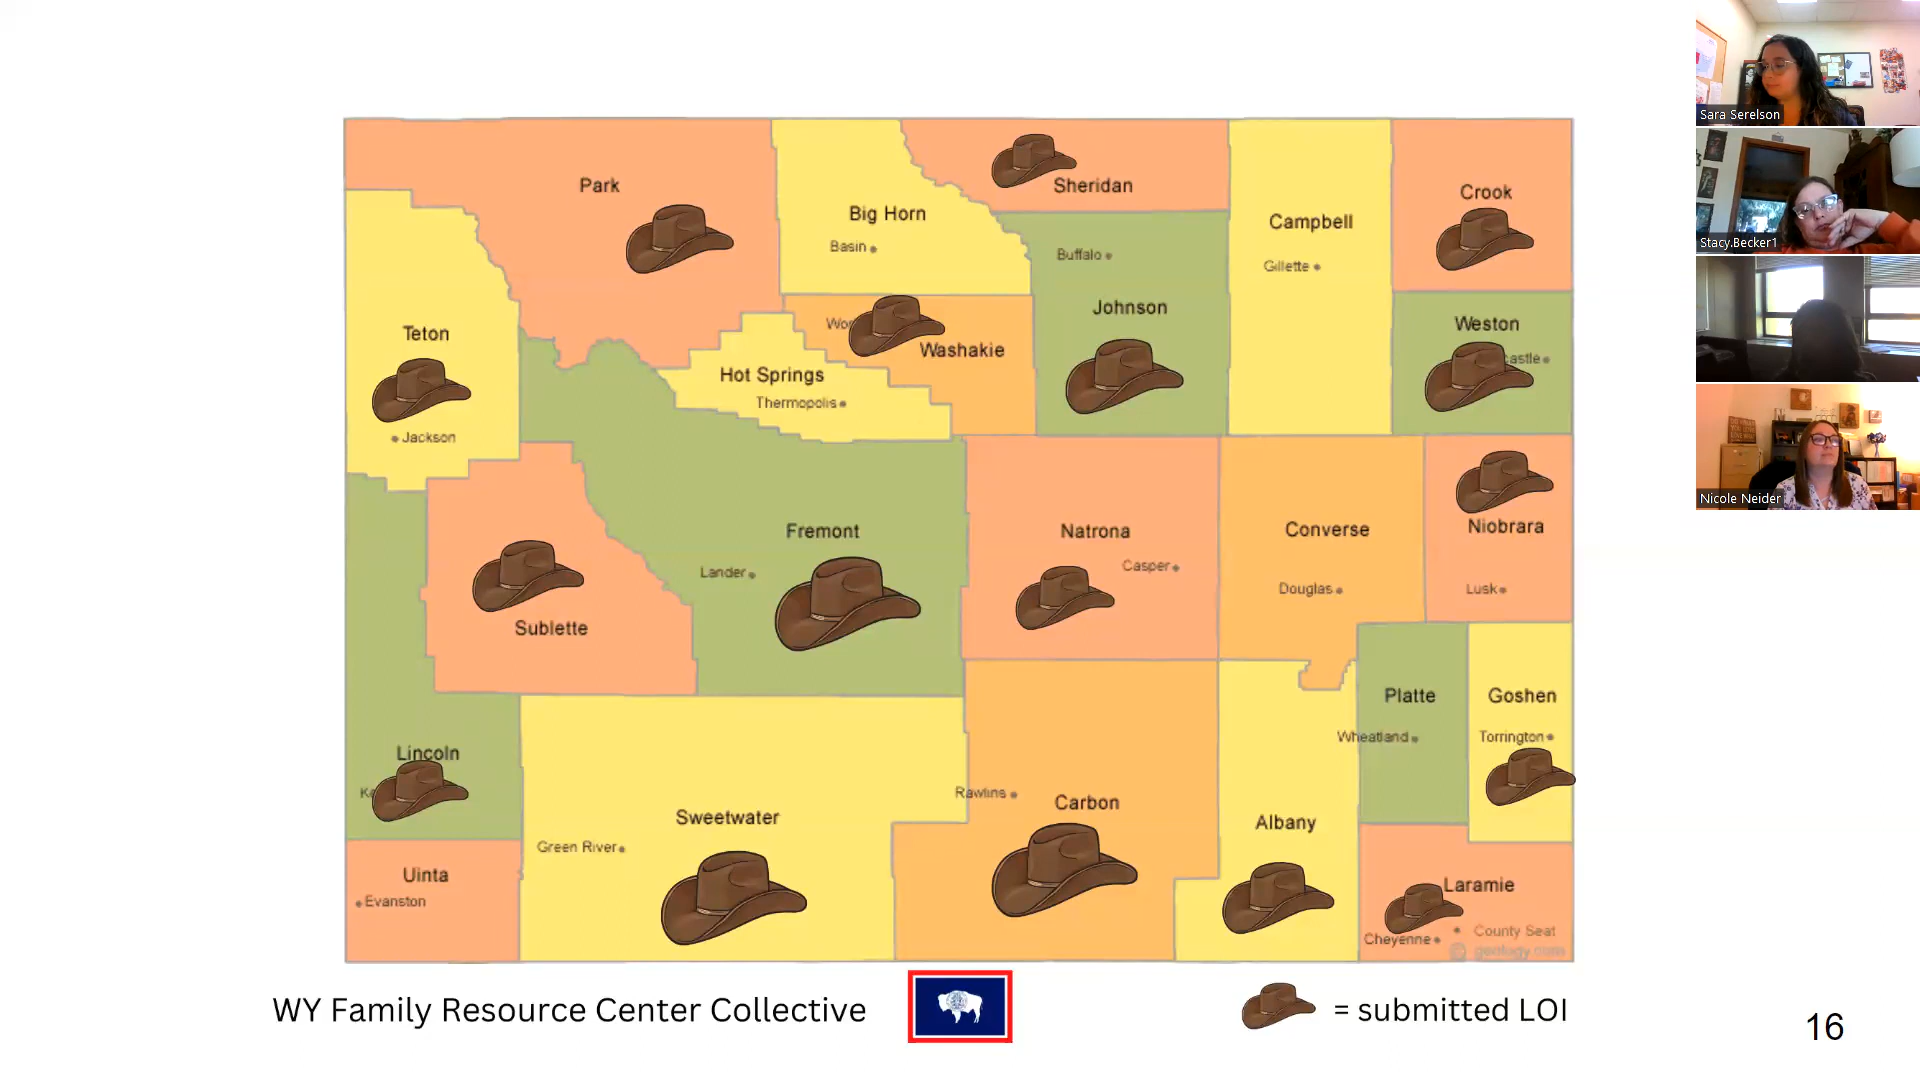 Sara Serelson
Stacy.Becker1
Nicole Neider
Park
Big Horn
Basin
Sheridan
Buffalo
Johnson
Campbell
Gillette
Crook
Weston
Teton
Jackson
Washakie
Hot Springs
Thermopolis
Fremont
Lander
Sublette
Natrona
Casper
Converse
Douglas
Niobrara
Lusk
Platte
Wheatland
Goshen
Torrington
Lincoln
Uinta
Evanston
Sweetwater
Green River
Rawlins
Carbon
Albany
Laramie
Cheyenne
County Seat
© geology.com
WY Family Resource Center Collective
= submitted LOI
16